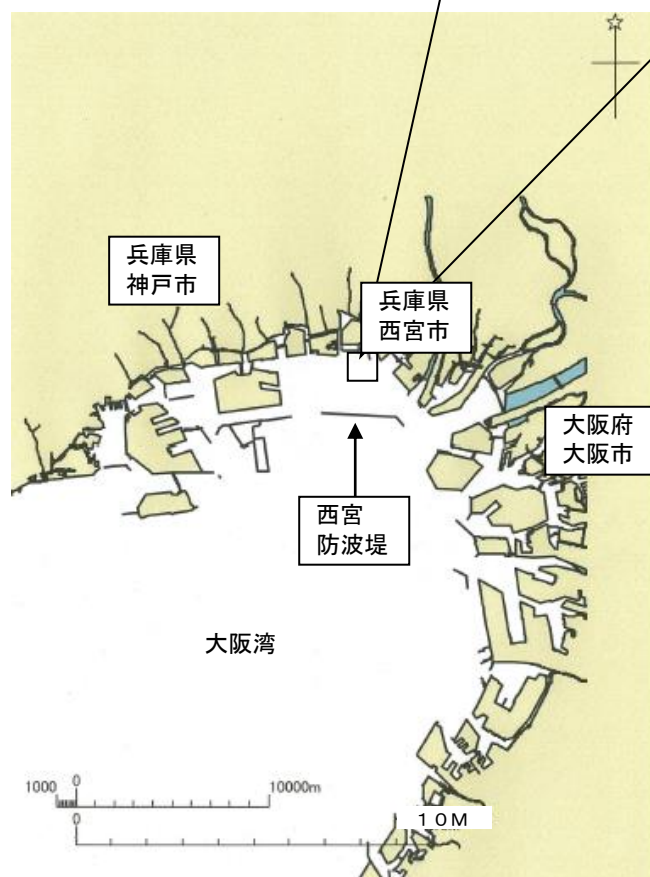 兵庫県
神戸市
兵庫県
西宮市
大阪府
大阪市
西宮
防波堤
大阪湾
1000 0 10000m
0 10M